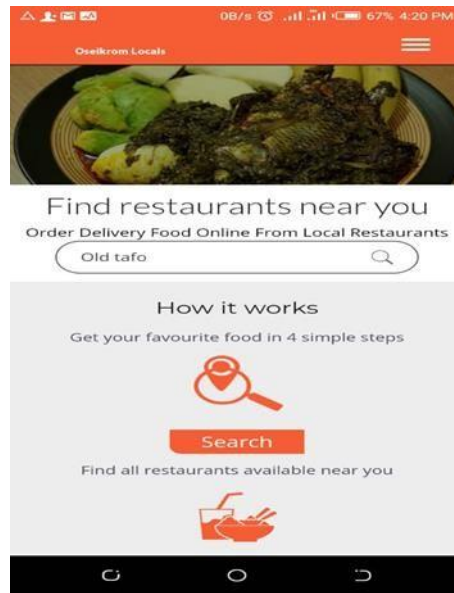 0B/s 67% 4:20 PM
Oseikrom Locals
Find restaurants near you
Order Delivery Food Online From Local Restaurants
Old tafo
How it works
Get your favourite food in 4 simple steps
Search
Find all restaurants available near you